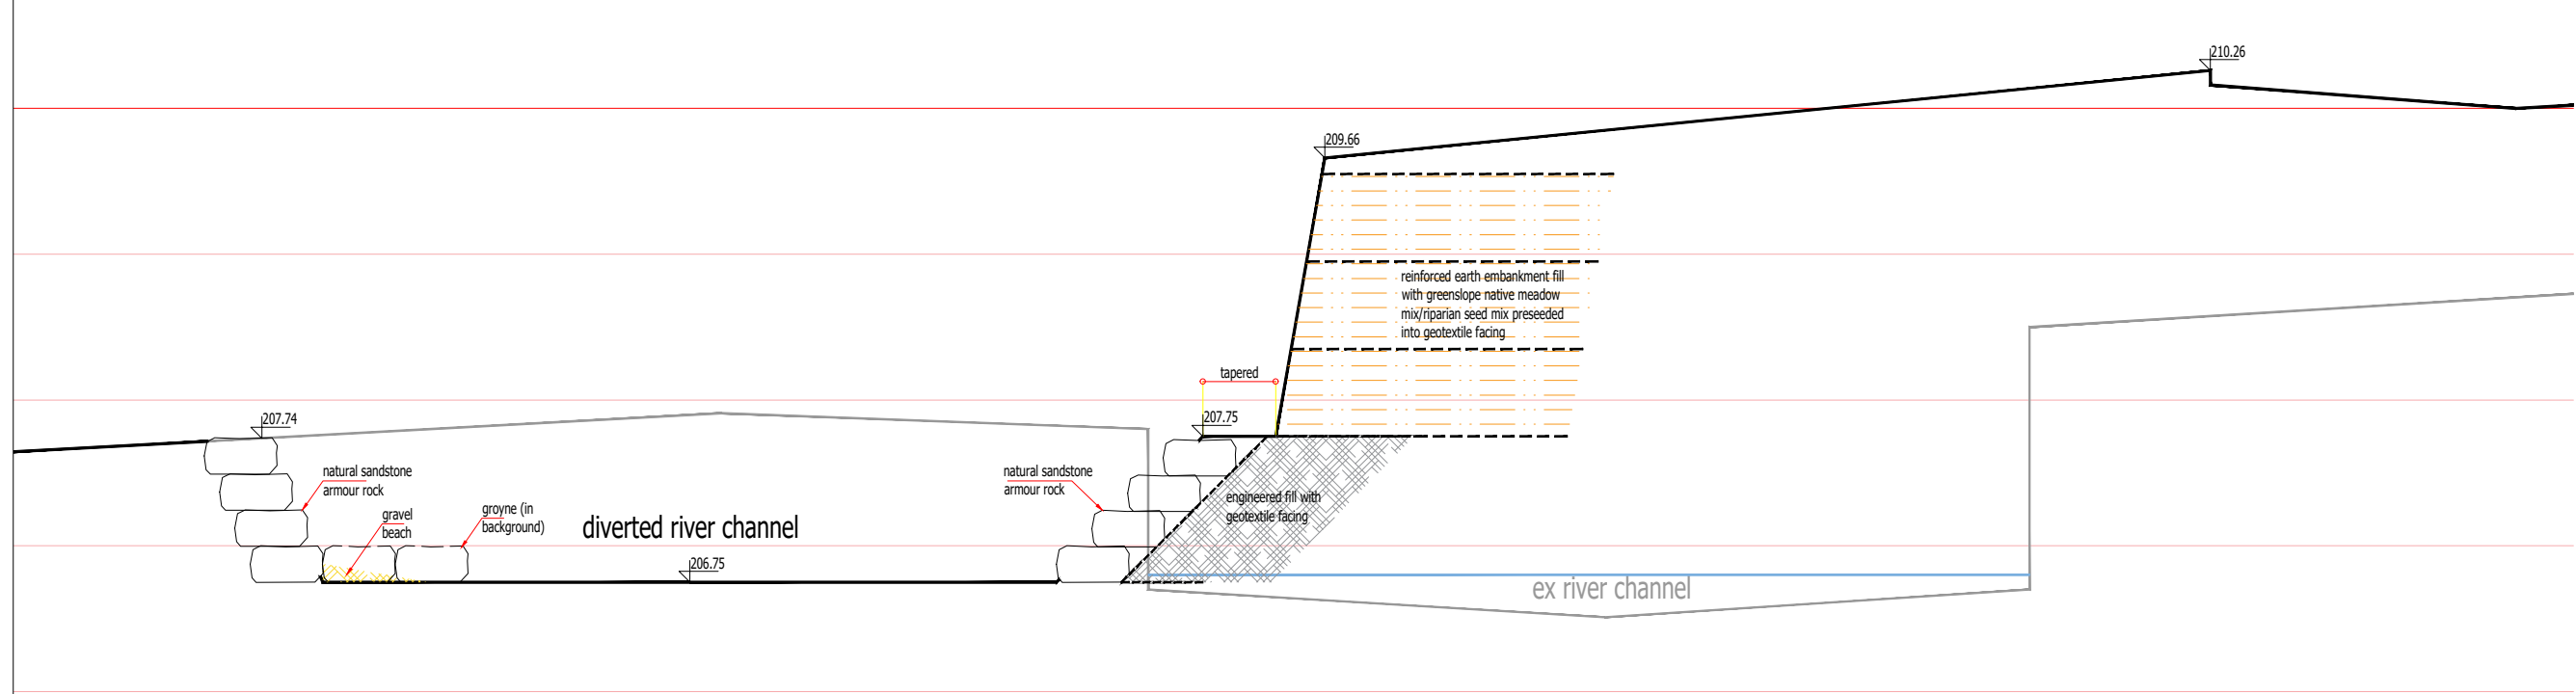 210.26
209.66
reinforced earth embankment fill
with greenslope native meadow
mix/riparian seed mix preseeded
into geotextile facing
tapered
207.74
207.75
natural sandstone
armour rock
natural sandstone
armour rock
gravel
beach
groyne (in
background)
diverted river channel
engineered fill with
geotextile facing
206.75
ex river channel